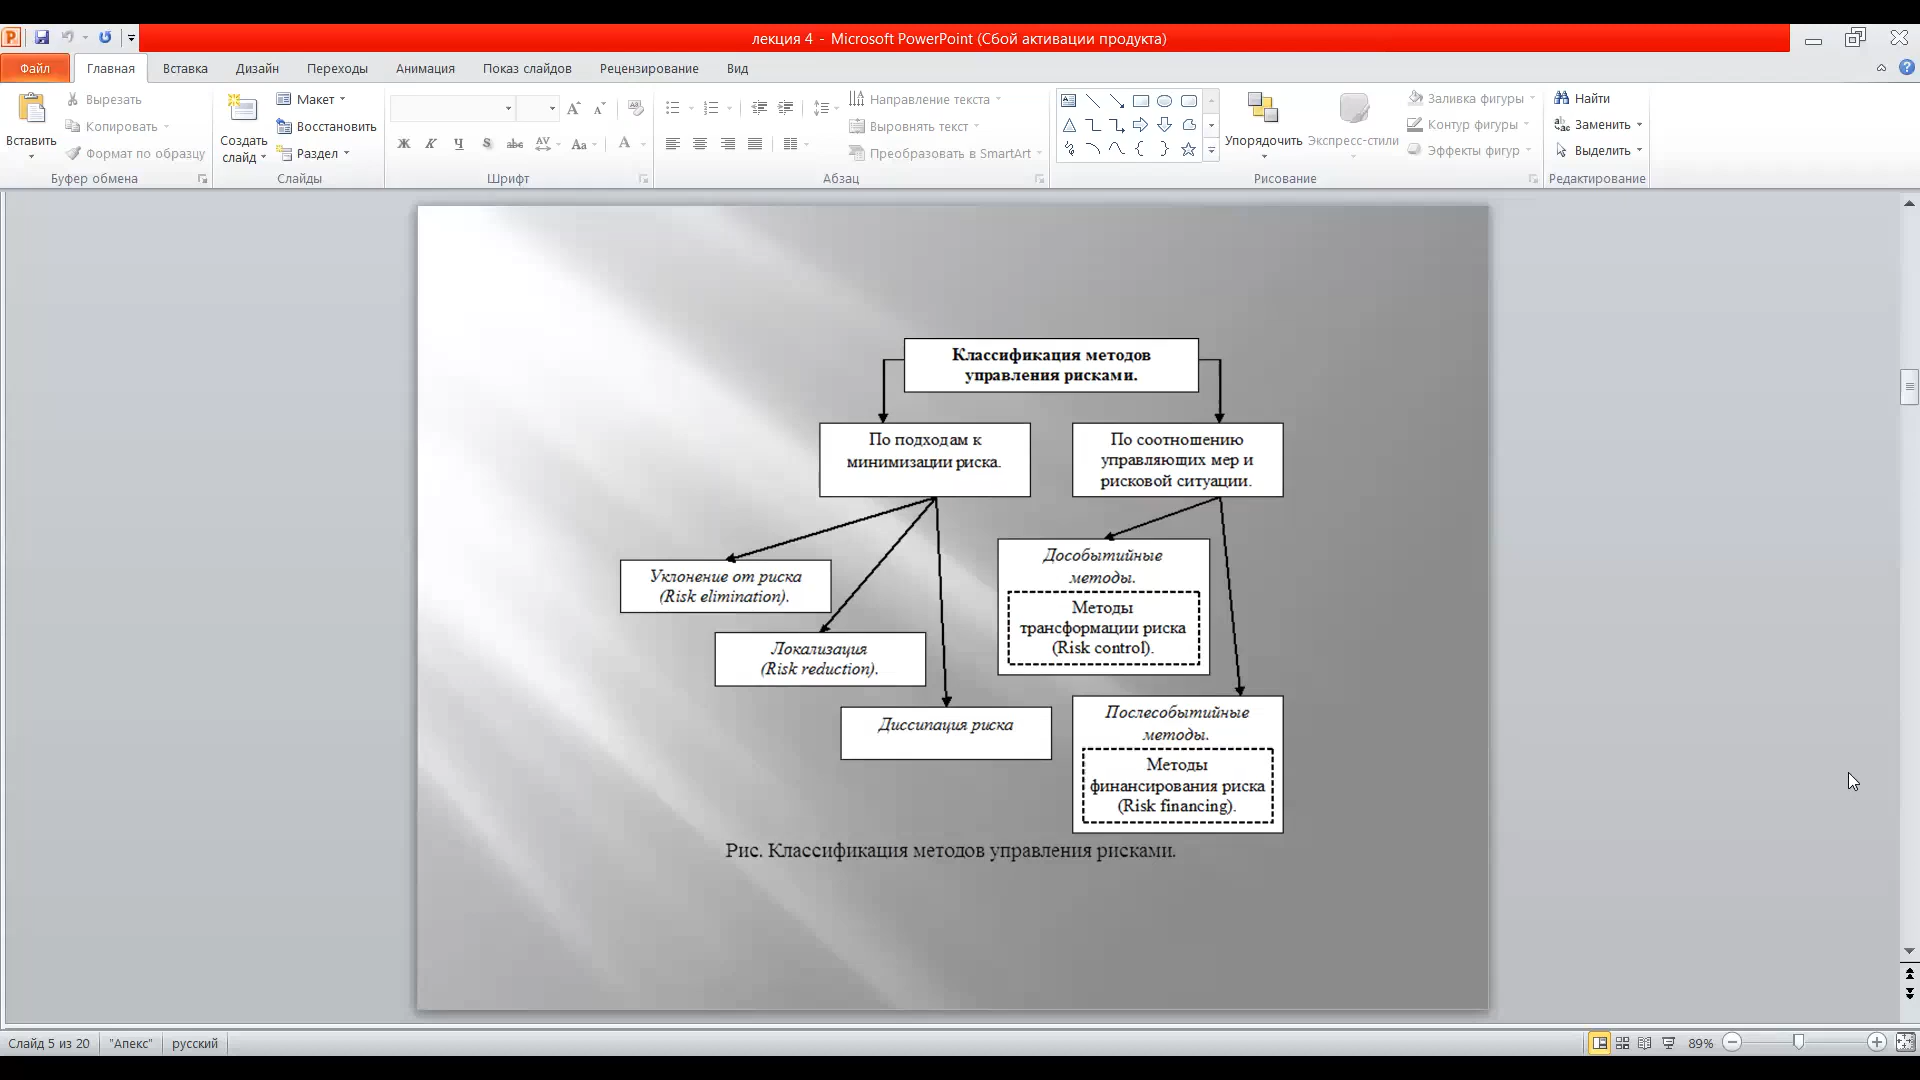 лекция 4 - Microsoft PowerPoint (Сбой активации продукта)
Файл
Главная
Вставка
Дизайн
Переходы
Анимация
Показ слайдов
Рецензирование
Вид
Вставить
Вырезать
Копировать
Формат по образцу
Буфер обмена
Создать
слайд
Макет
Восстановить
Раздел
Слайды
Ж К Ч S abc AV Aa A
Шрифт
Направление текста
Выровнять текст
Преобразовать в SmartArt
Абзац
Упорядочить
Экспресс-стили
Заливка фигуры
Контур фигуры
Эффекты фигур
Рисование
Найти
Заменить
Выделить
Редактирование
Классификация методов
управления рисками.
По подходам к
минимизации риска.
По соотношению
управляющих мер и
рисковой ситуации.
Уклонение от риска
(Risk elimination).
Локализация
(Risk reduction).
Диссипация риска
Дособытийные
методы.
Методы
трансформации риска
(Risk control).
Послесобытийные
методы.
Методы
финансирования риска
(Risk financing).
Рис. Классификация методов управления рисками.
Слайд 5 из 20
"Апекс"
русский
89%